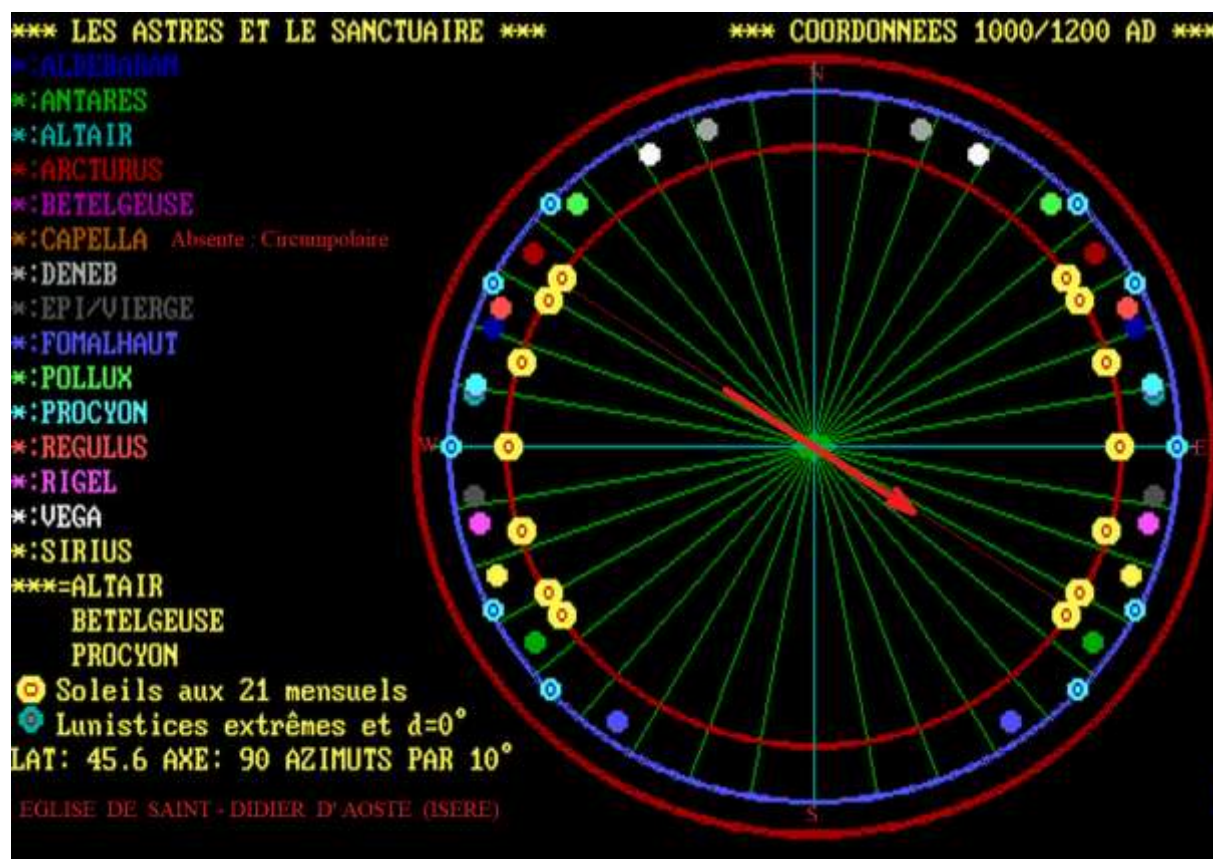 *** LES ASTRES ET LE SANCTUAIRE ***
*** COORDONNEES 1000/1200 AD ***
*:ALDEBARAN
*:ANTARES
*:ALTAIR
*:ARCTURUS
*:BETELGEUSE
*:CAPELLA Absente : Circumpolaire
*:DENEB
*:EPI/VIERGE
*:FOMALHAUT
*:POLLUX
*:PROCYON
*:REGULUS
*:RIGEL
*:VEGA
*:SIRIUS
***=ALTAIR
BETELGEUSE
PROCYON
Soleils aux 21 mensuels
Lunistices extrêmes et d=0°
LAT: 45.6 AXE: 90 AZIMUTS PAR 10°
EGLISE DE SAINT - DIDIER D' AOSTE (ISERE)
N
W
E
S